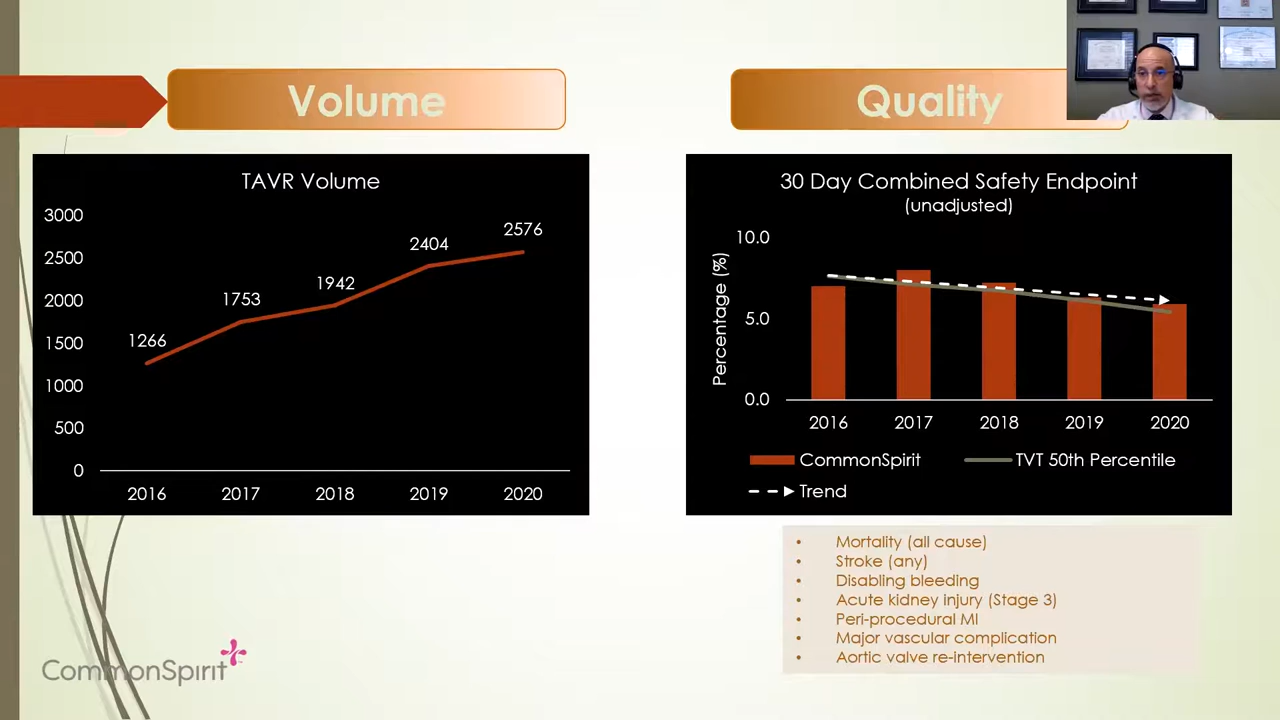 Volume
Quality
TAVR Volume
3000
2500
2000
1500
1000
500
0
1266
1753
1942
2404
2576
2016
2017
2018
2019
2020
30 Day Combined Safety Endpoint
(unadjusted)
Percentage (%)
10.0
5.0
0.0
2016
2017
2018
2019
2020
CommonSpirit
TVT 50th Percentile
Trend
• Mortality (all cause)
• Stroke (any)
• Disabling bleeding
• Acute kidney injury (Stage 3)
• Peri-procedural MI
• Major vascular complication
• Aortic valve re-intervention
CommonSpirit